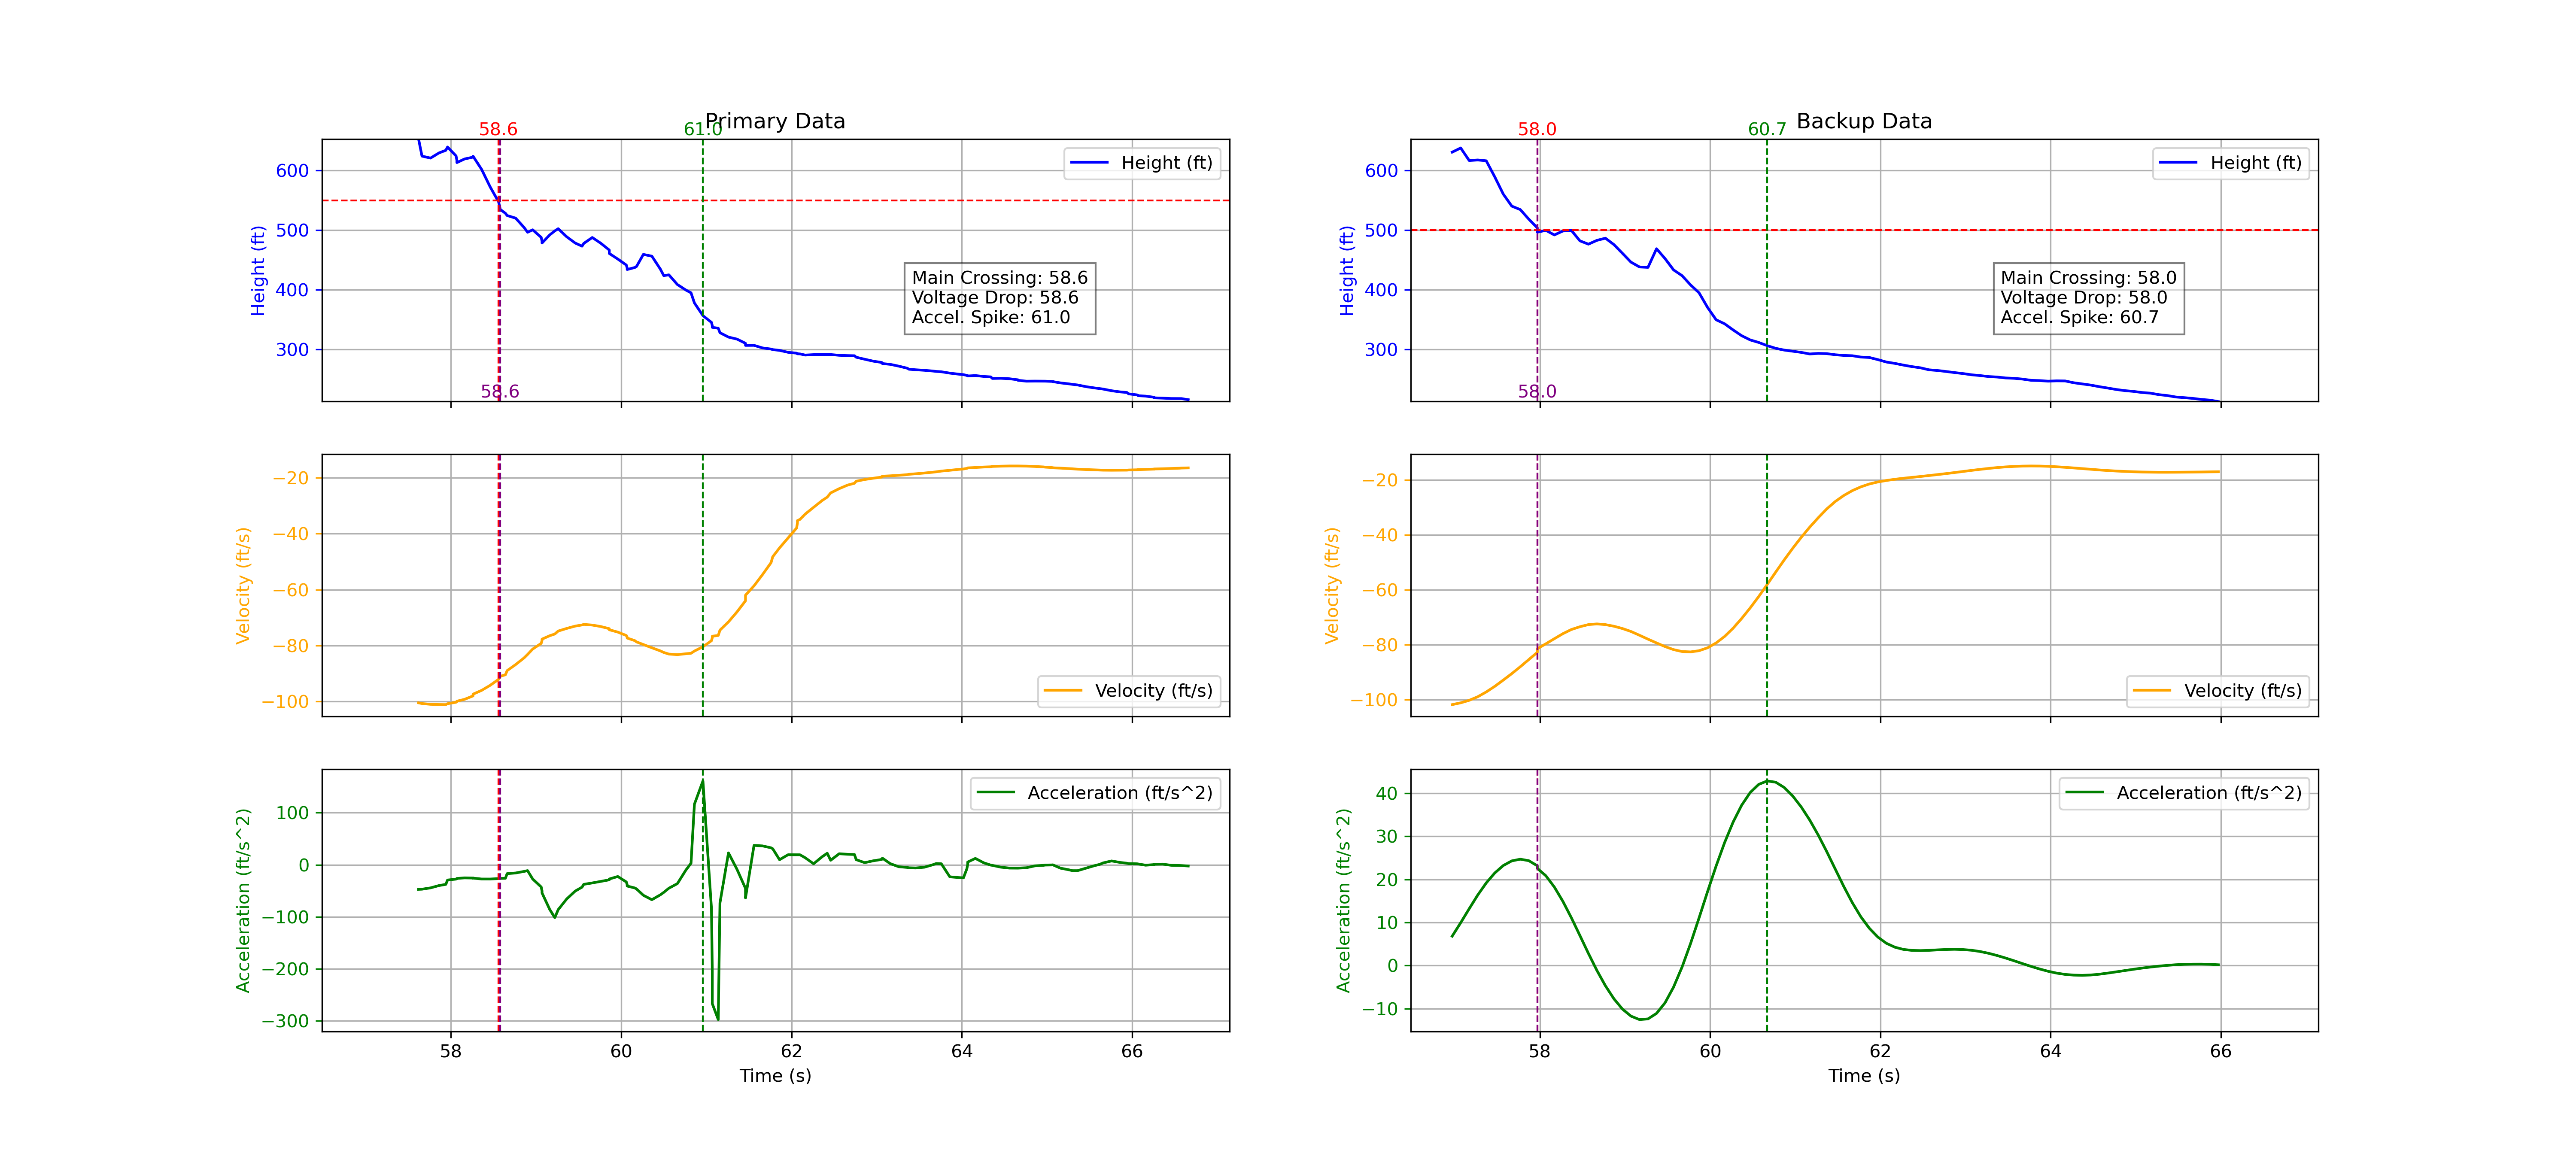 Primary Data
58.6
61.0
Height (ft)
600
500
400
300
Height (ft)
Main Crossing: 58.6
Voltage Drop: 58.6
Accel. Spike: 61.0
58.6
−20
−40
−60
−80
−100
Velocity (ft/s)
Velocity (ft/s)
100
0
−100
−200
−300
Acceleration (ft/s^2)
Acceleration (ft/s^2)
58
60
62
64
66
Time (s)
Backup Data
58.0
60.7
Height (ft)
600
500
400
300
Height (ft)
Main Crossing: 58.0
Voltage Drop: 58.0
Accel. Spike: 60.7
58.0
−20
−40
−60
−80
−100
Velocity (ft/s)
Velocity (ft/s)
40
30
20
10
0
−10
Acceleration (ft/s^2)
Acceleration (ft/s^2)
58
60
62
64
66
Time (s)